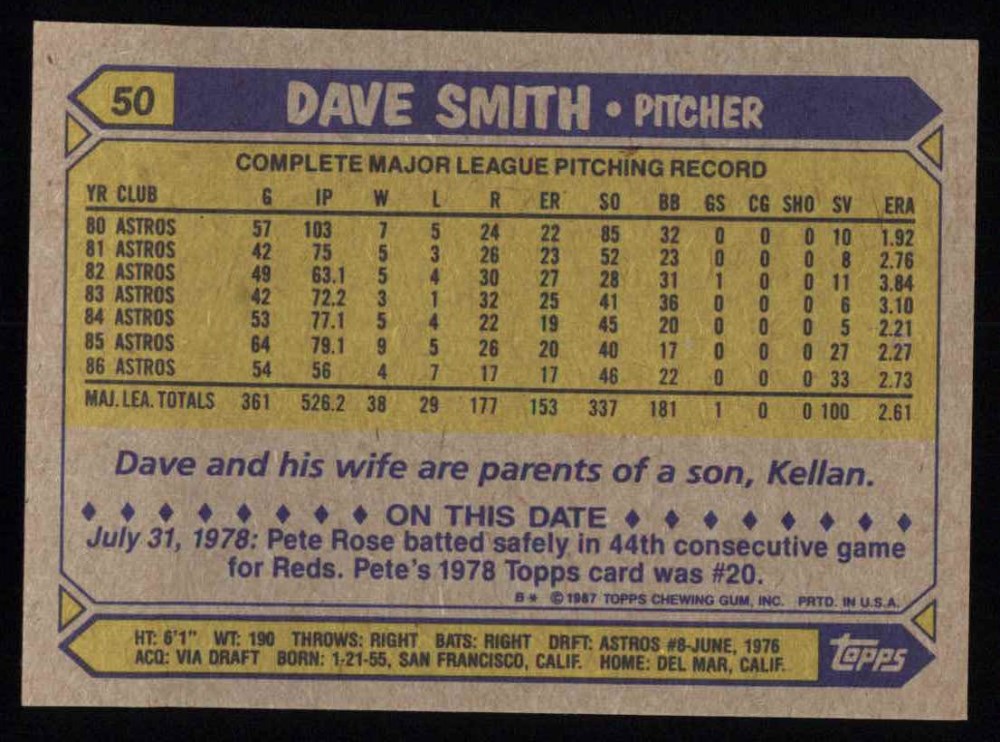 50 DAVE SMITH • PITCHER
COMPLETE MAJOR LEAGUE PITCHING RECORD
YR CLUB G IP W L R ER SO BB GS CG SHO SV ERA
80 ASTROS 57 103 7 5 24 22 85 32 0 0 0 10 1.92
81 ASTROS 42 75 5 3 26 23 52 23 0 0 0 8 2.76
82 ASTROS 49 63.1 5 4 30 27 28 31 1 0 0 11 3.84
83 ASTROS 42 72.2 3 1 32 25 41 36 0 0 0 6 3.10
84 ASTROS 53 77.1 5 4 22 19 45 20 0 0 0 5 2.21
85 ASTROS 64 79.1 9 5 26 20 40 17 0 0 0 27 2.27
86 ASTROS 54 56 4 7 17 17 46 22 0 0 0 33 2.73
MAJ. LEA. TOTALS 361 526.2 38 29 177 153 337 181 1 0 0 100 2.61
Dave and his wife are parents of a son, Kellan.
♦ ♦ ♦ ♦ ♦ ♦ ♦ ♦ ON THIS DATE ♦ ♦ ♦ ♦ ♦ ♦ ♦ ♦
July 31, 1978: Pete Rose batted safely in 44th consecutive game
for Reds. Pete's 1978 Topps card was #20.
B* © 1987 TOPPS CHEWING GUM, INC. PRTD. IN U.S.A.
HT: 6'1" WT: 190 THROWS: RIGHT BATS: RIGHT DRFT: ASTROS #8-JUNE, 1976
ACQ: VIA DRAFT BORN: 1-21-55, SAN FRANCISCO, CALIF. HOME: DEL MAR, CALIF.
Topps